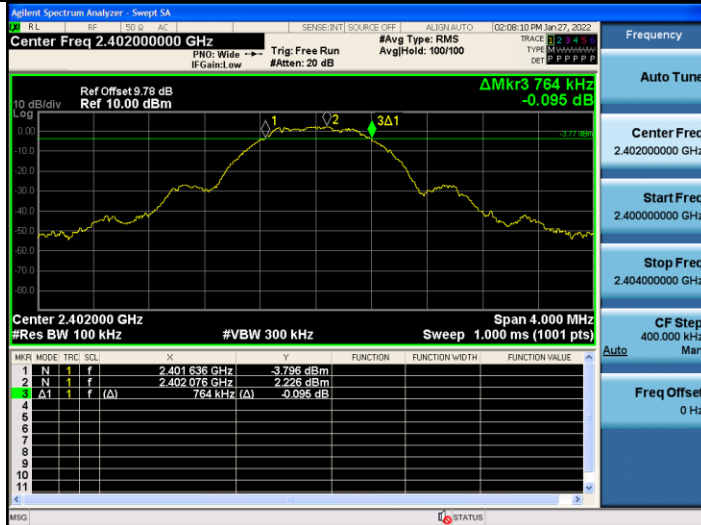 Agilent Spectrum Analyzer - Swept SA
RL RF 50 Ω AC SENSE:INT SOURCE OFF ALIGN AUTO 02:08:10 PM Jan 27, 2022
Center Freq 2.402000000 GHz
PNO: Wide
IFGain:Low
Trig: Free Run
#Atten: 20 dB
#Avg Type: RMS
Avg|Hold: 100/100
TRACE 1 2 3 4 5 6
TYPE M
DET P P P P P P
Ref Offset 9.78 dB
Ref 10.00 dBm
10 dB/div
Log
ΔMkr3 764 kHz
-0.095 dB
1
2
3Δ1
-3.77 dBm
0.00
-10.0
-20.0
-30.0
-40.0
-50.0
-60.0
-70.0
-80.0
Center 2.402000 GHz
Span 4.000 MHz
#Res BW 100 kHz #VBW 300 kHz Sweep 1.000 ms (1001 pts)
MKR MODE TRC SCL X Y FUNCTION FUNCTION WIDTH FUNCTION VALUE
1 N 1 f 2.401 636 GHz -3.796 dBm
2 N 1 f 2.402 076 GHz 2.226 dBm
3 Δ1 1 f (Δ) 764 kHz (Δ) -0.095 dB
4
5
6
7
8
9
10
11
MSG STATUS
Frequency
Auto Tune
Center Freq
2.402000000 GHz
Start Freq
2.400000000 GHz
Stop Freq
2.404000000 GHz
CF Step
400.000 kHz
Auto Man
Freq Offset
0 Hz